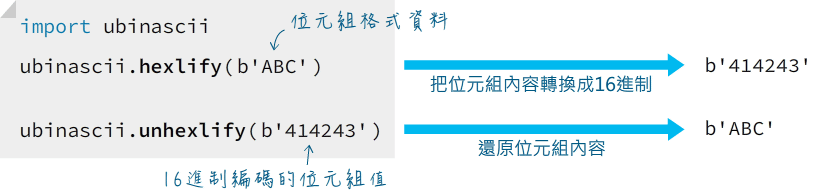 import ubinascii
位元組格式資料
ubinascii.hexlify(b'ABC')
把位元組內容轉換成16進制
b'414243'
ubinascii.unhexlify(b'414243')
還原位元組內容
b'ABC'
16進制編碼的位元組值